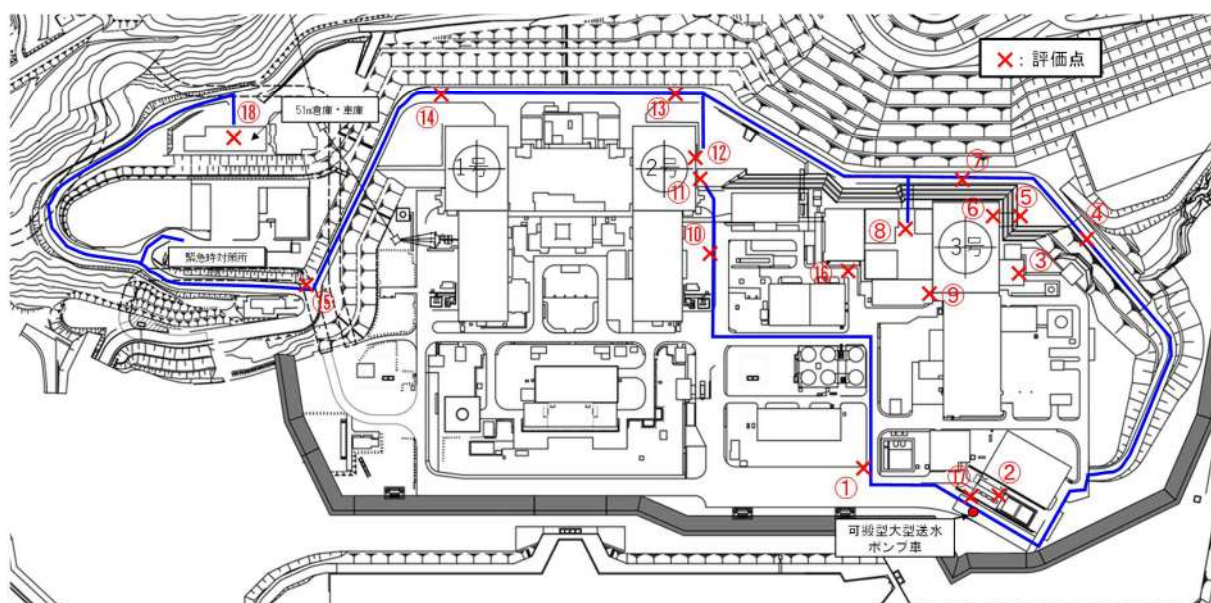 ×：評価点
⑱
51m倉庫・車庫
⑭
⑬
1号
2号
⑫
⑪
⑦
⑥
⑤
④
⑧
3号
⑩
⑯
③
緊急時対策所
⑮
⑨
①
⑰
②
可搬型大型送水
ポンプ車